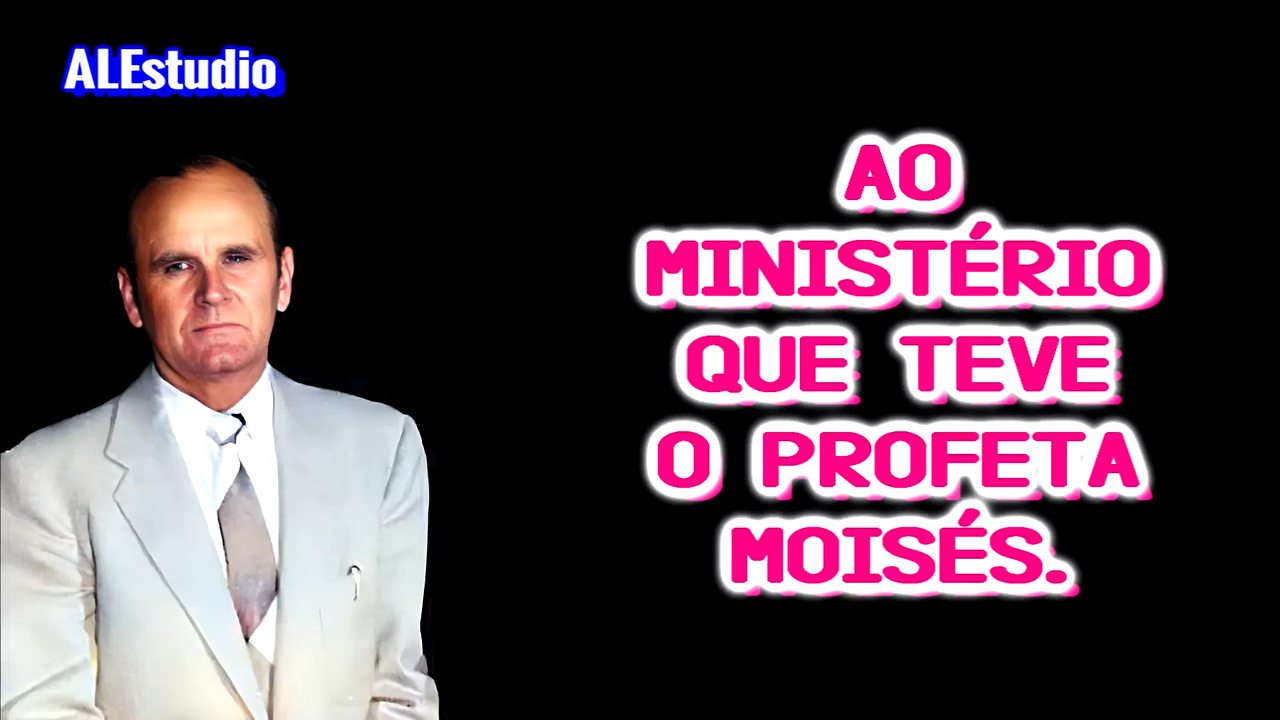 ALEstudio
AO
MINISTÉRIO
QUE TEVE
O PROFETA
MOISÉS.